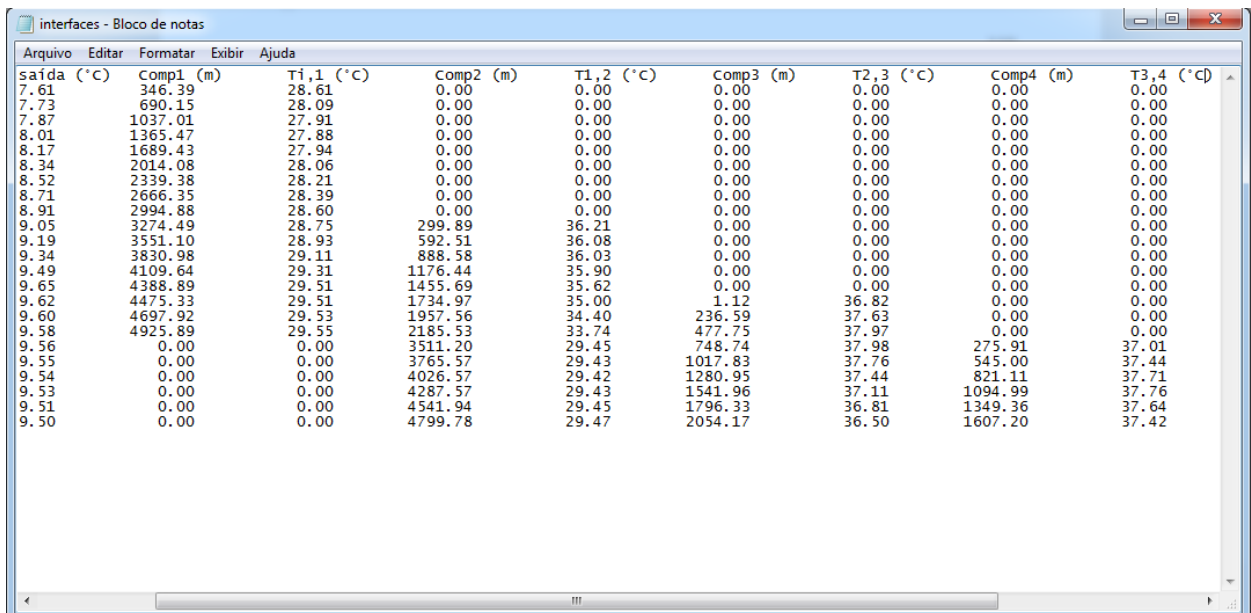 interfaces - Bloco de notas
Arquivo Editar Formatar Exibir Ajuda
saída (°C) Comp1 (m) Ti,1 (°C) Comp2 (m) T1,2 (°C) Comp3 (m) T2,3 (°C) Comp4 (m) T3,4 (°C)
7.61 346.39 28.61 0.00 0.00 0.00 0.00 0.00 0.00
7.73 690.15 28.09 0.00 0.00 0.00 0.00 0.00 0.00
7.87 1037.01 27.91 0.00 0.00 0.00 0.00 0.00 0.00
8.01 1365.47 27.88 0.00 0.00 0.00 0.00 0.00 0.00
8.17 1689.43 27.94 0.00 0.00 0.00 0.00 0.00 0.00
8.34 2014.08 28.06 0.00 0.00 0.00 0.00 0.00 0.00
8.52 2339.38 28.21 0.00 0.00 0.00 0.00 0.00 0.00
8.71 2666.35 28.39 0.00 0.00 0.00 0.00 0.00 0.00
8.91 2994.88 28.60 0.00 0.00 0.00 0.00 0.00 0.00
9.05 3274.49 28.75 299.89 36.21 0.00 0.00 0.00 0.00
9.19 3551.10 28.93 592.51 36.08 0.00 0.00 0.00 0.00
9.34 3830.98 29.11 888.58 36.03 0.00 0.00 0.00 0.00
9.49 4109.64 29.31 1176.44 35.90 0.00 0.00 0.00 0.00
9.65 4388.89 29.51 1455.69 35.62 0.00 0.00 0.00 0.00
9.62 4475.33 29.51 1734.97 35.00 1.12 36.82 0.00 0.00
9.60 4697.92 29.53 1957.56 34.40 236.59 37.63 0.00 0.00
9.58 4925.89 29.55 2185.53 33.74 477.75 37.97 0.00 0.00
9.56 0.00 0.00 3511.20 29.45 748.74 37.98 275.91 37.01
9.55 0.00 0.00 3765.57 29.43 1017.83 37.76 545.00 37.44
9.54 0.00 0.00 4026.57 29.42 1280.95 37.44 821.11 37.71
9.53 0.00 0.00 4287.57 29.43 1541.96 37.11 1094.99 37.76
9.51 0.00 0.00 4541.94 29.45 1796.33 36.81 1349.36 37.64
9.50 0.00 0.00 4799.78 29.47 2054.17 36.50 1607.20 37.42